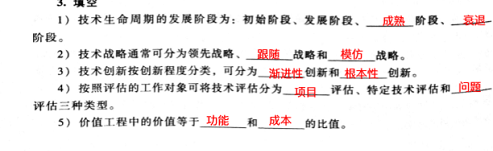 3. 填空
1）技术生命周期的发展阶段为：初始阶段、发展阶段、成熟阶段、衰退
阶段。
2）技术战略通常可分为领先战略、跟随战略和模仿战略。
3）技术创新按创新程度分类，可分为渐进性创新和根本性创新。
4）按照评估的工作对象可将技术评估分为项目评估、特定技术评估和问题
评估三种类型。
5）价值工程中的价值等于功能和成本的比值。